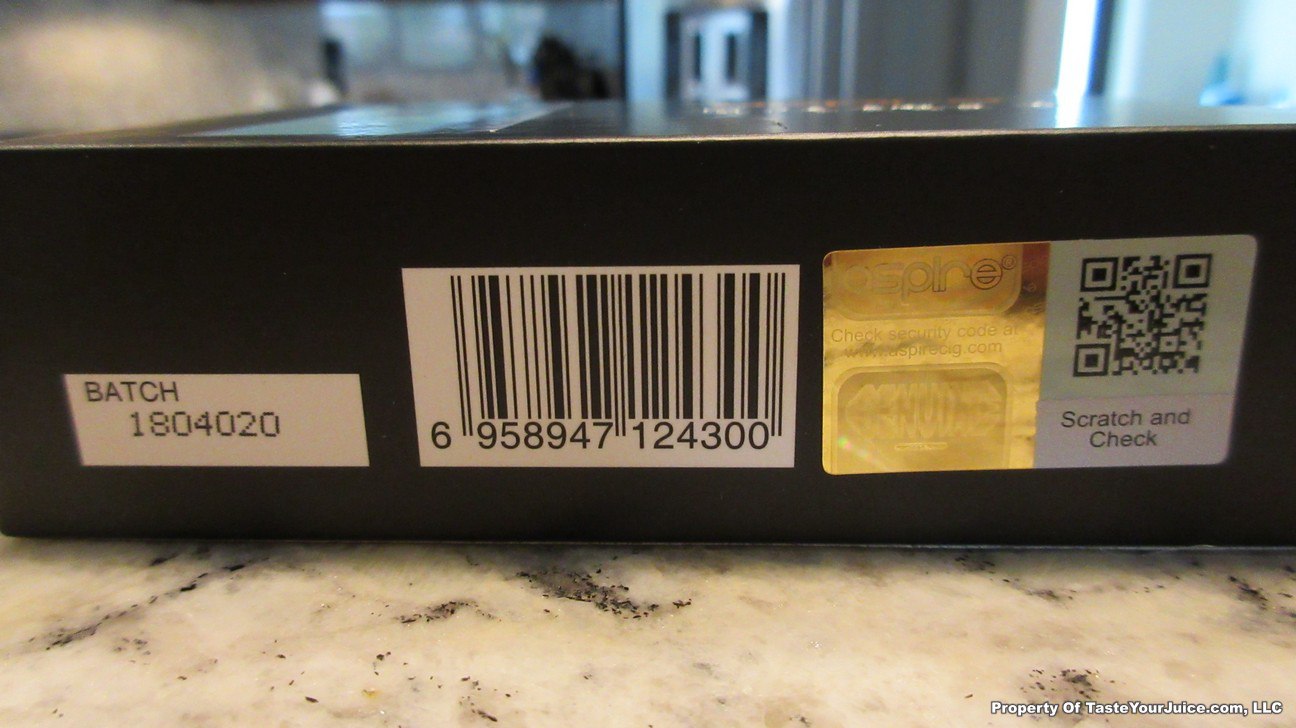 BATCH
1804020
6 958947 124300
aspire®
Check security code at
www.aspirecig.com
Scratch and
Check
Property Of TasteYourJuice.com, LLC